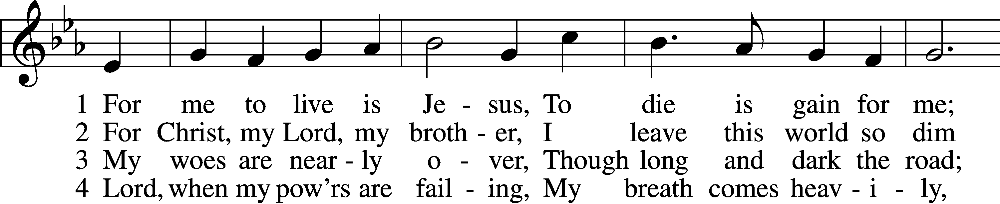 1 For me to live is Je - sus, To die is gain for me;
2 For Christ, my Lord, my broth - er, I leave this world so dim
3 My woes are near - ly o - ver, Though long and dark the road;
4 Lord, when my pow'rs are fail - ing, My breath comes heav - i - ly,